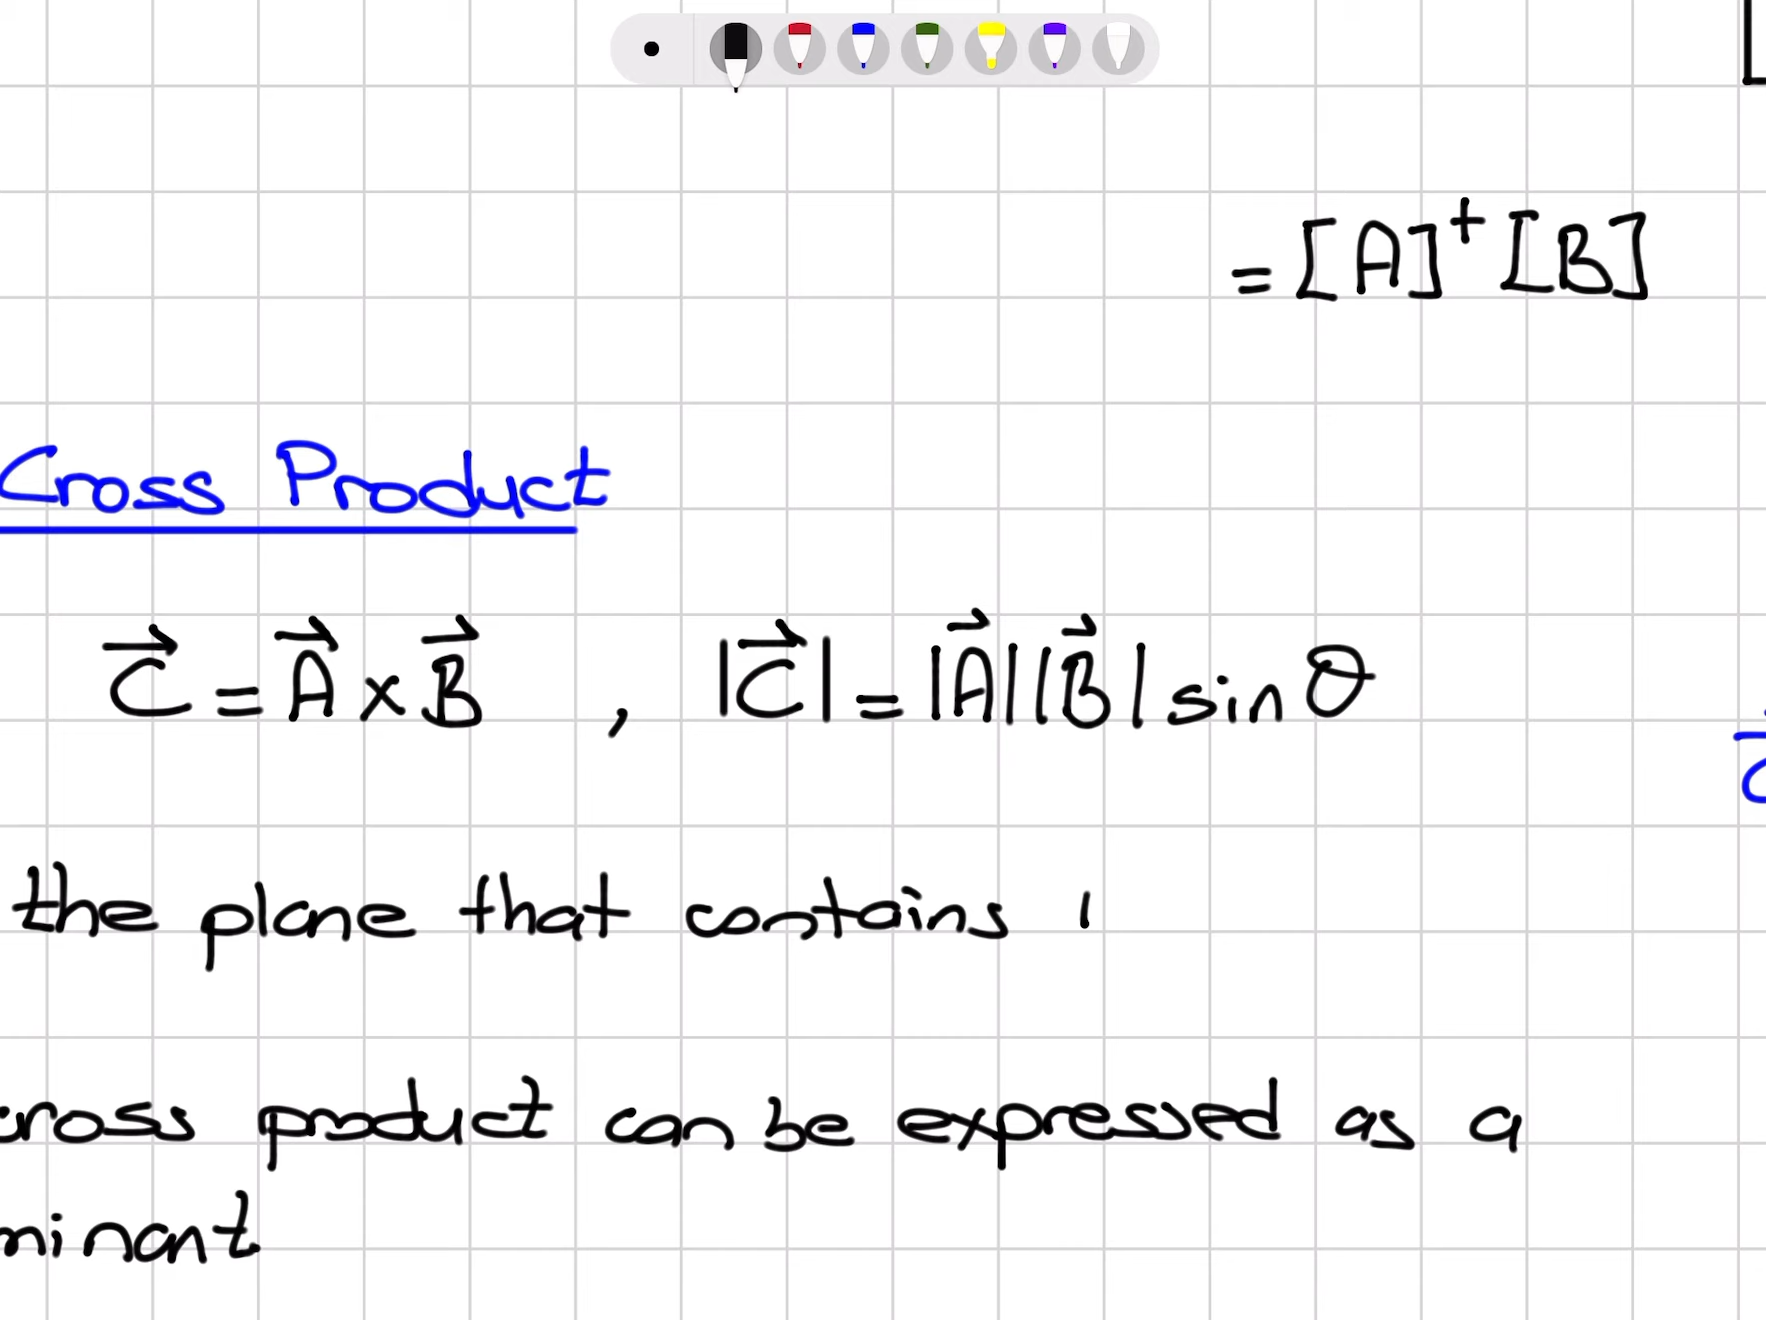 = [A]⁺ [B]
Cross Product
C⃗ = A⃗ × B⃗ , |C⃗| = |A⃗| |B⃗| sin θ
the plane that contains
cross product can be expressed as a
minant